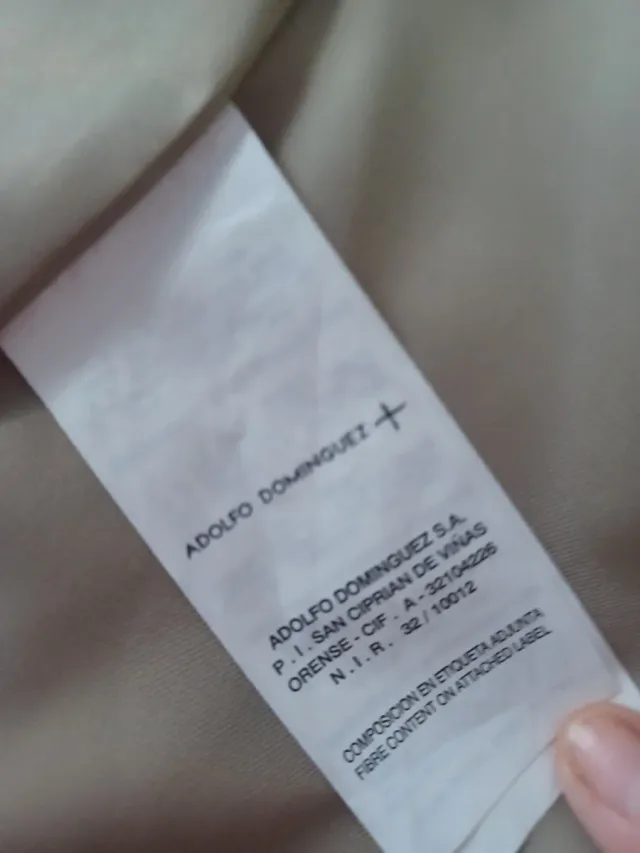 ADOLFO DOMINGUEZ +
ADOLFO DOMINGUEZ S.A.
P.I. SAN CIPRIAN DE VIÑAS
ORENSE - CIF. A - 32104226
N.I.R. 32/10012
COMPOSICION EN ETIQUETA ADJUNTA
FIBRE CONTENT ON ATTACHED LABEL